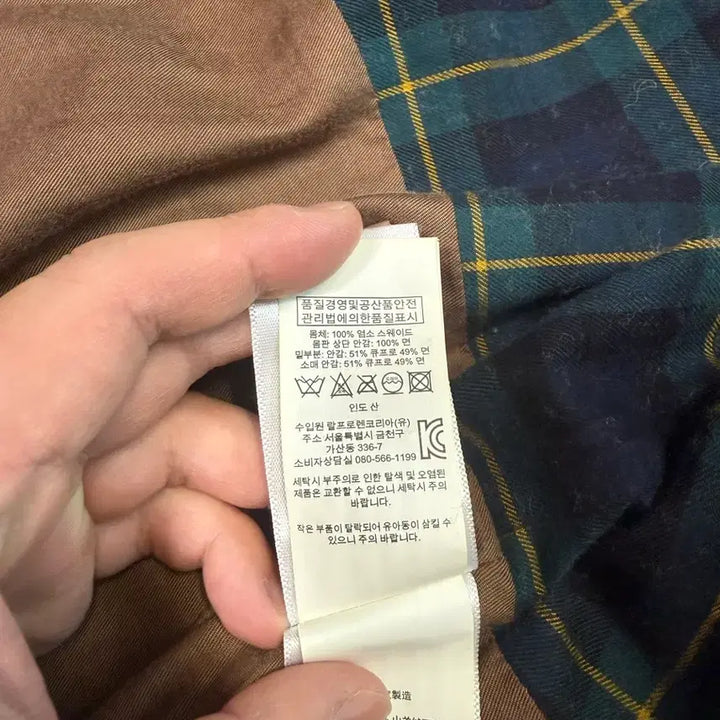 품질경영및공산품안전
관리법에의한품질표시
몸체: 100% 염소 스웨이드
몸판 상단 안감: 100% 면
밑부분: 안감: 51% 큐프로 49% 면
소매 안감: 51% 큐프로 49% 면
인도 산
수입원 랄프로렌코리아(유)
주소 서울특별시 금천구
가산동 336-7
소비자상담실 080-566-1199
세탁시 부주의로 인한 탈색 및 오염된
제품은 교환할 수 없으니 세탁시 주의
바랍니다.
작은 부품이 탈락되어 유아동이 삼킬 수
있으니 주의 바랍니다.
製造